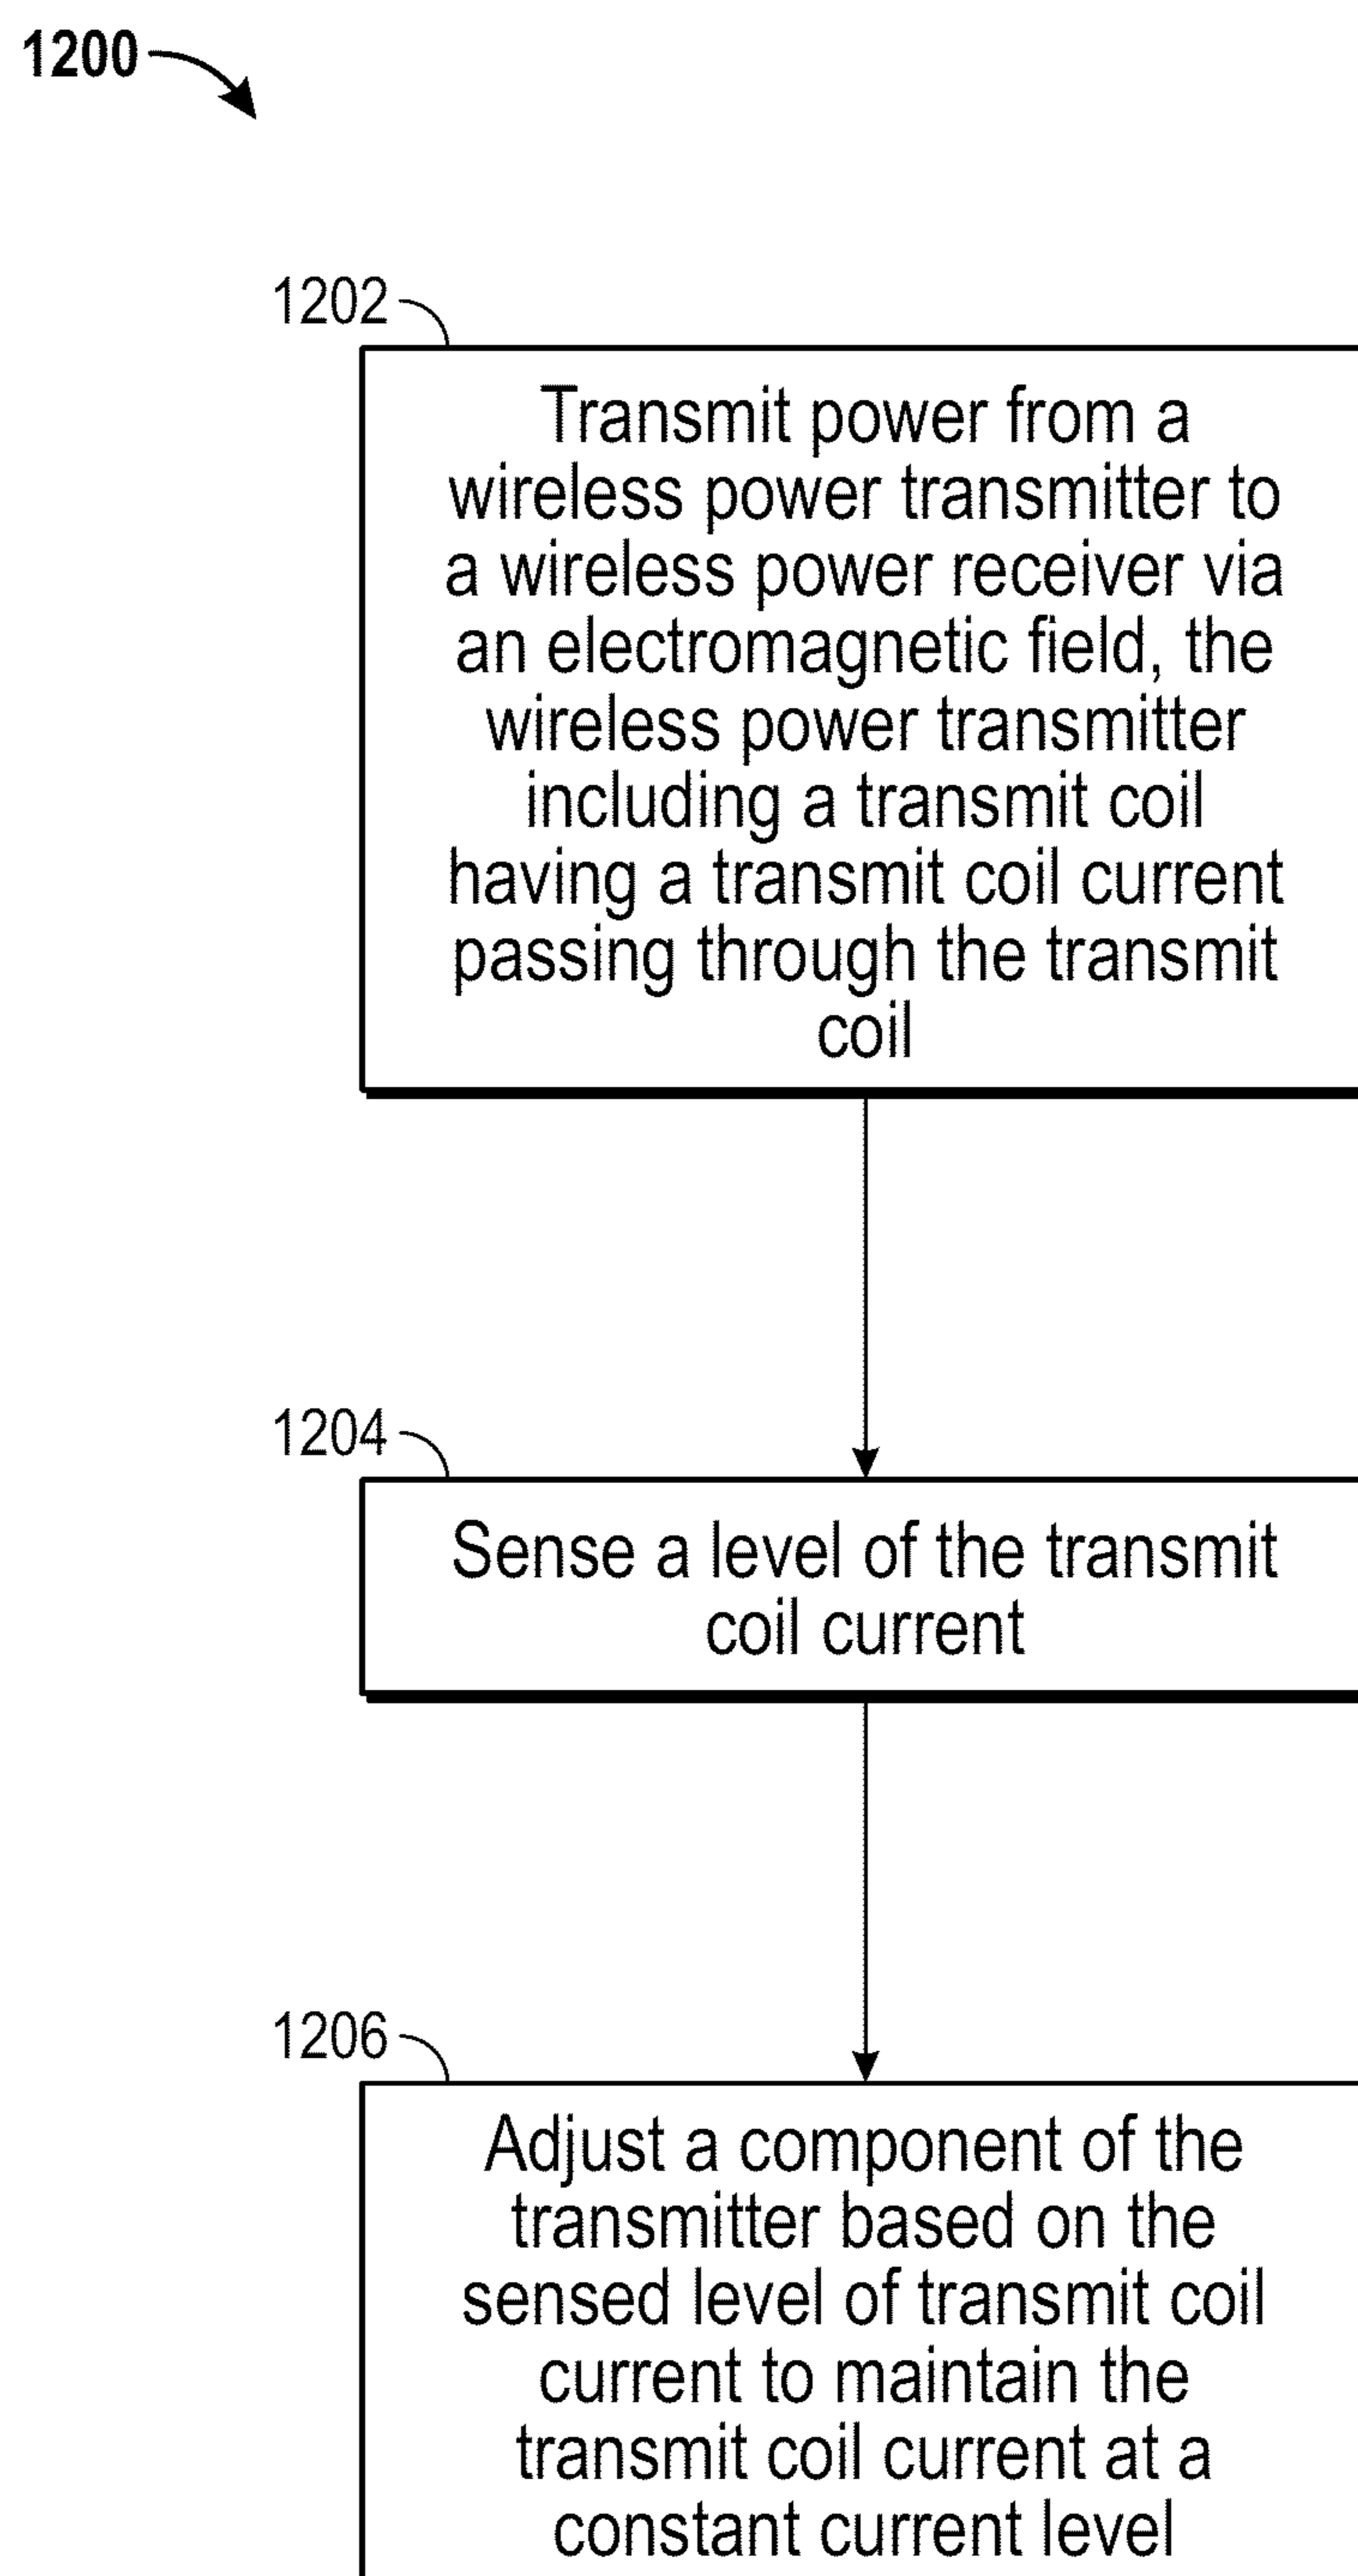 1200
1202
Transmit power from a
wireless power transmitter to
a wireless power receiver via
an electromagnetic field, the
wireless power transmitter
including a transmit coil
having a transmit coil current
passing through the transmit
coil
1204
Sense a level of the transmit
coil current
1206
Adjust a component of the
transmitter based on the
sensed level of transmit coil
current to maintain the
transmit coil current at a
constant current level